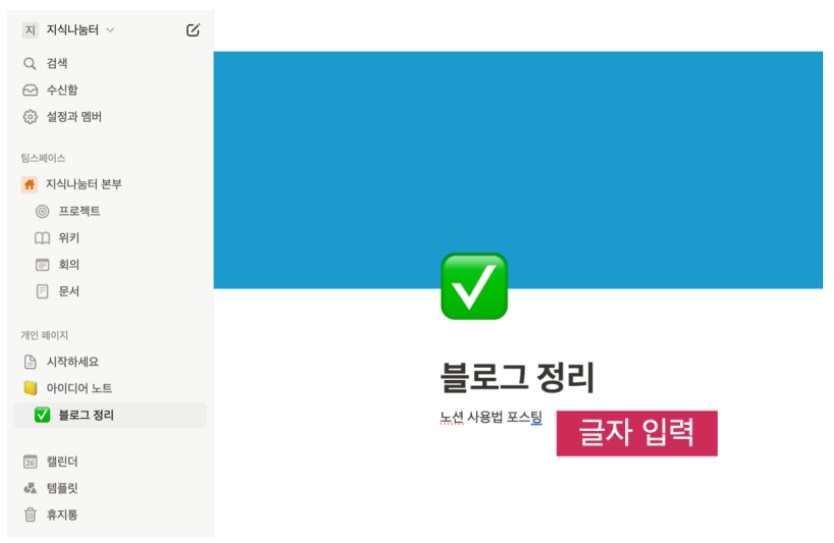 지 지식나눔터
검색
수신함
설정과 멤버
팀스페이스
지식나눔터 본부
프로젝트
위키
회의
문서
개인 페이지
시작하세요
아이디어 노트
블로그 정리
26 캘린더
템플릿
휴지통
블로그 정리
노션 사용법 포스팅
글자 입력